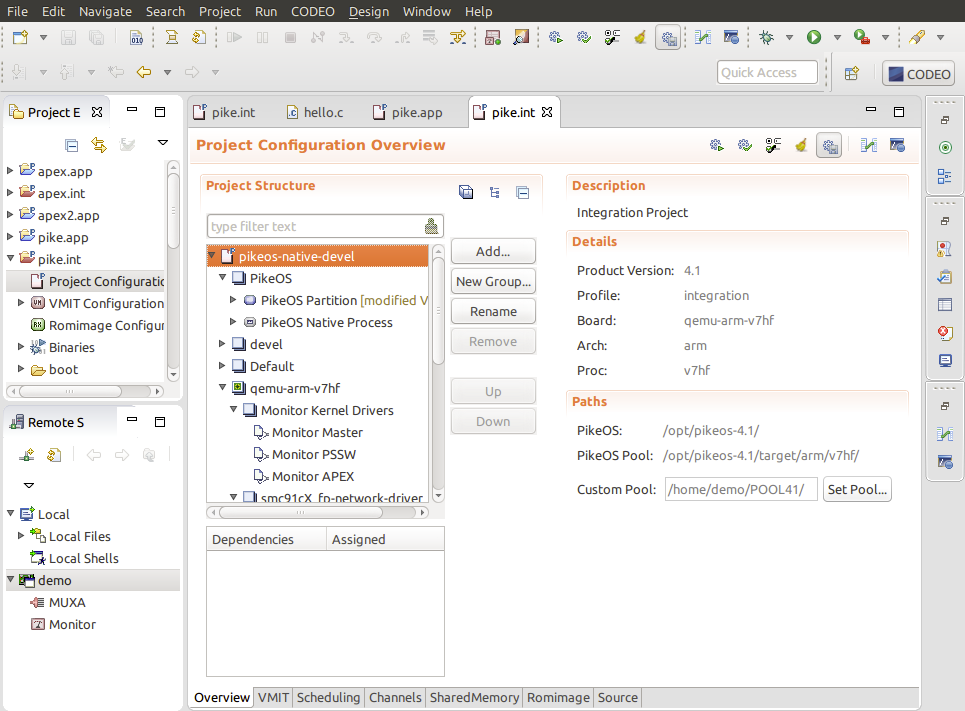 File Edit Navigate Search Project Run CODEO Design Window Help
Quick Access
CODEO
Project E
apex.app
apex.int
apex2.app
pike.app
pike.int
Project Configuratic
VMIT Configuration
Romimage Configur
Binaries
boot
Remote S
Local
Local Files
Local Shells
demo
MUXA
Monitor
pike.int hello.c pike.app pike.int
Project Configuration Overview
Project Structure
type filter text
pikeos-native-devel
PikeOS
PikeOS Partition [modified V
PikeOS Native Process
devel
Default
qemu-arm-v7hf
Monitor Kernel Drivers
Monitor Master
Monitor PSSW
Monitor APEX
smc91cX_fp-network-driver
Add...
New Group...
Rename
Remove
Up
Down
Dependencies Assigned
Description
Integration Project
Details
Product Version: 4.1
Profile: integration
Board: qemu-arm-v7hf
Arch: arm
Proc: v7hf
Paths
PikeOS: /opt/pikeos-4.1/
PikeOS Pool: /opt/pikeos-4.1/target/arm/v7hf/
Custom Pool: /home/demo/POOL41/ Set Pool...
Overview VMIT Scheduling Channels SharedMemory Romimage Source